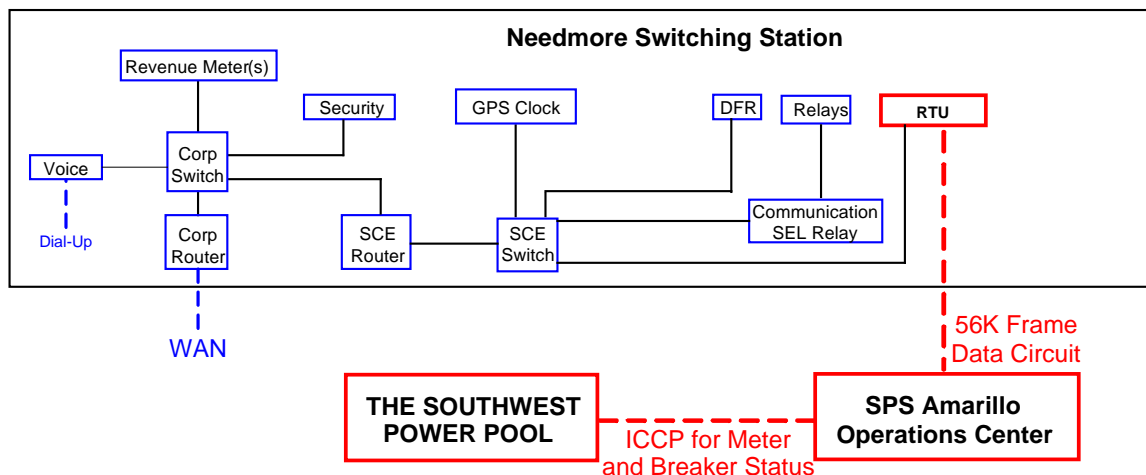 Needmore Switching Station
Revenue Meter(s)
Security
GPS Clock
DFR
Relays
RTU
Voice
Corp
Switch
Dial-Up
Corp
Router
SCE
Router
SCE
Switch
Communication
SEL Relay
WAN
56K Frame
Data Circuit
THE SOUTHWEST
POWER POOL
ICCP for Meter
and Breaker Status
SPS Amarillo
Operations Center